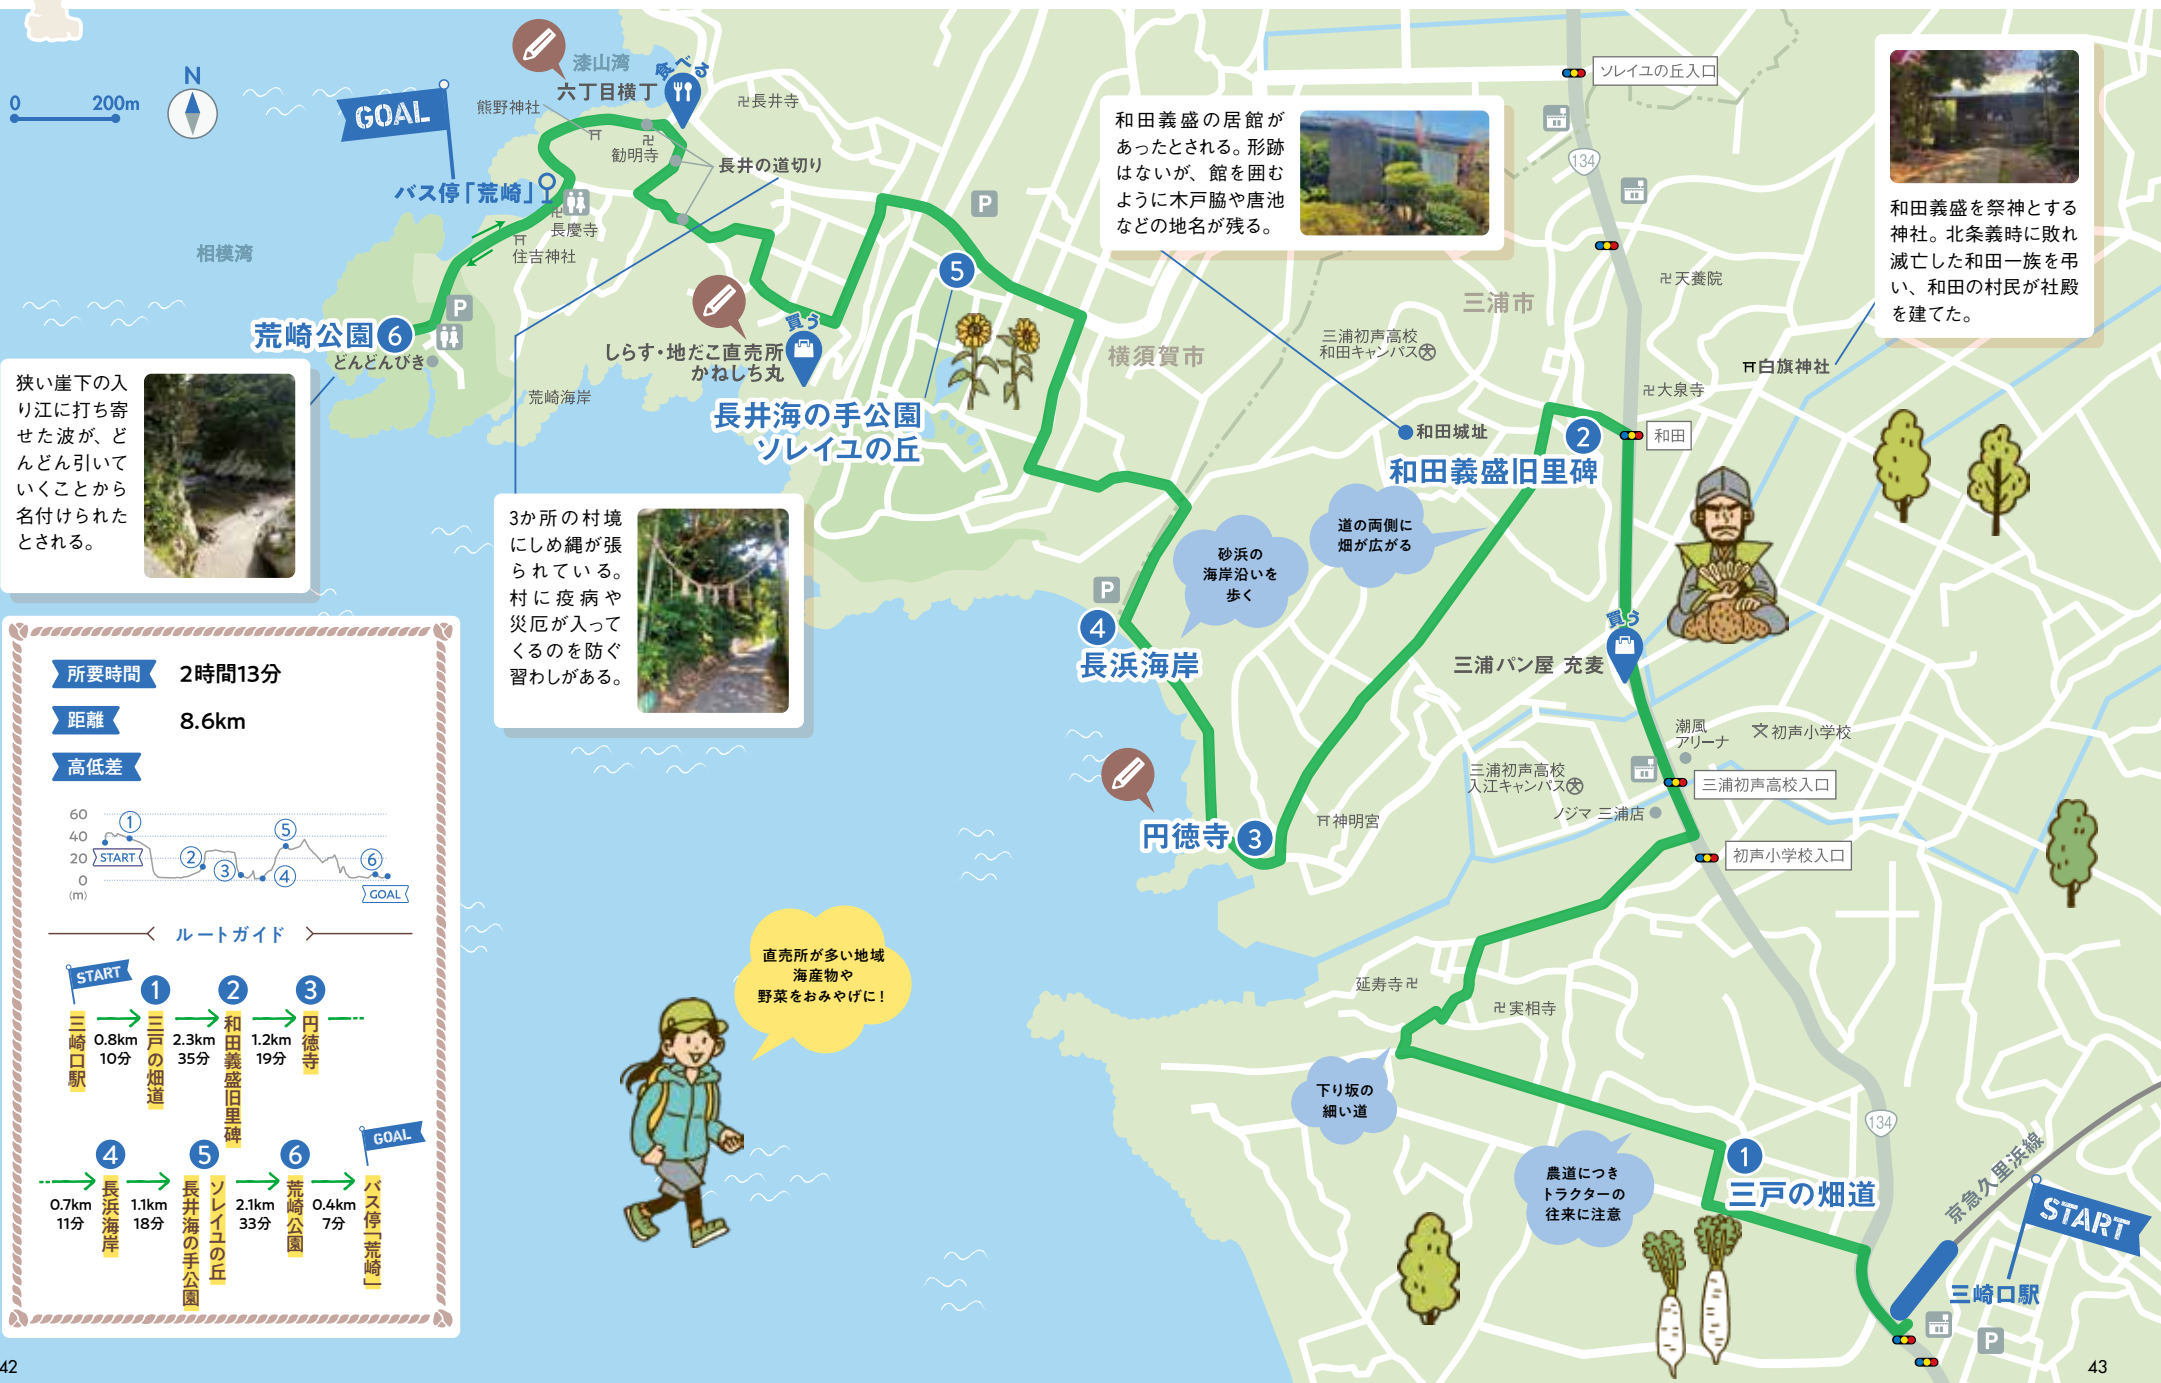 N
0 200m
GOAL
バス停「荒崎」
相模湾
漆山湾
食べる
六丁目横丁
熊野神社
卍長井寺
卍
勧明寺
長井の道切り
卍
長慶寺
住吉神社
P
P
荒崎公園 6
どんどんびき
荒崎海岸
狭い崖下の入
り江に打ち寄
せた波が、ど
んどん引いて
いくことから
名付けられた
とされる。
買う
しらす・地だこ直売所
かねしち丸
5
長井海の手公園
ソレイユの丘
横須賀市
三浦市
3か所の村境
にしめ縄が張
られている。
村に疫病や
災厄が入って
くるのを防ぐ
習わしがある。
和田義盛の居館が
あったとされる。形跡
はないが、館を囲む
ように木戸脇や唐池
などの地名が残る。
ソレイユの丘入口
134
和田義盛を祭神とする
神社。北条義時に敗れ
滅亡した和田一族を弔
い、和田の村民が社殿
を建てた。
卍天養院
三浦初声高校
和田キャンパス
白旗神社
卍大泉寺
和田城址
2
和田
和田義盛旧里碑
道の両側に
畑が広がる
砂浜の
海岸沿いを
歩く
P
4
長浜海岸
買う
三浦パン屋 充麦
潮風
アリーナ
初声小学校
三浦初声高校
入江キャンパス
三浦初声高校入口
ノジマ 三浦店
神明宮
円徳寺 3
初声小学校入口
延寿寺卍
卍実相寺
下り坂の
細い道
134
1
三戸の畑道
農道につき
トラクターの
往来に注意
京急久里浜線
START
三崎口駅
P
直売所が多い地域
海産物や
野菜をおみやげに!
所要時間 2時間13分
距離 8.6km
高低差
60
40
20
0
(m)
START
1
2
3
4
5
6
GOAL
ルートガイド
START
1 2 3
三崎口駅
0.8km
10分
三戸の畑道
2.3km
35分
和田義盛旧里碑
1.2km
19分
円徳寺
4 5 6
GOAL
0.7km
11分
長浜海岸
1.1km
18分
長井海の手公園
ソレイユの丘
2.1km
33分
荒崎公園
0.4km
7分
バス停「荒崎」
42
43